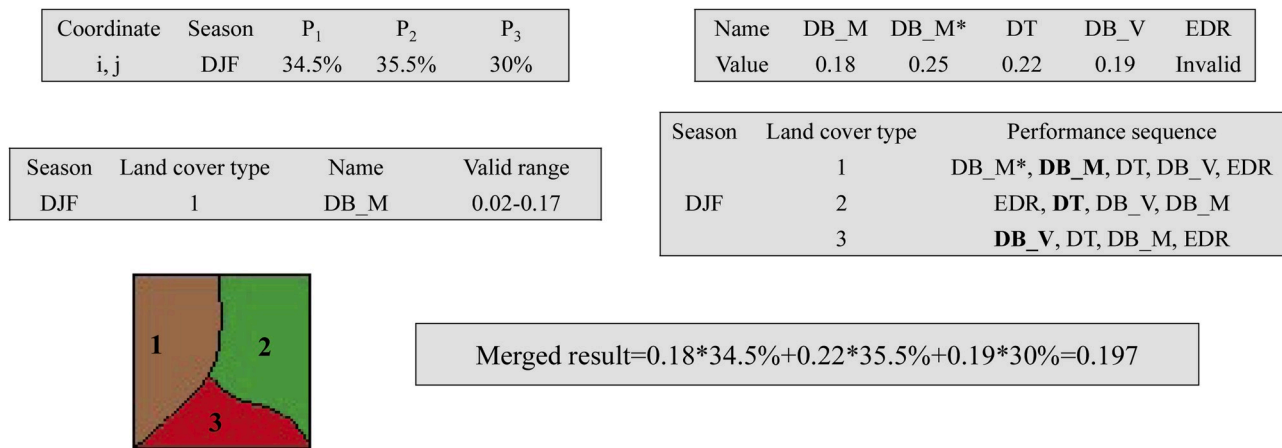 Coordinate Season P₁ P₂ P₃
i, j DJF 34.5% 35.5% 30%
Name DB_M DB_M* DT DB_V EDR
Value 0.18 0.25 0.22 0.19 Invalid
Season Land cover type Name Valid range
DJF 1 DB_M 0.02-0.17
Season Land cover type Performance sequence
1 DB_M*, DB_M, DT, DB_V, EDR
DJF 2 EDR, DT, DB_V, DB_M
3 DB_V, DT, DB_M, EDR
1 2
3
Merged result=0.18*34.5%+0.22*35.5%+0.19*30%=0.197